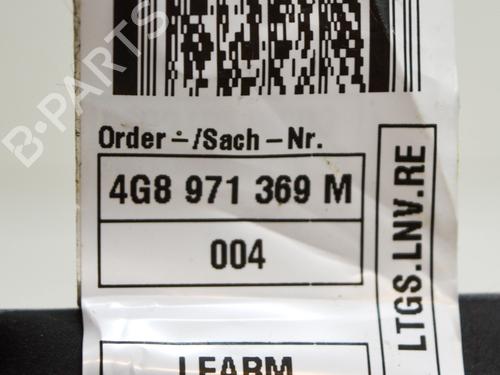 B-PARTS
Order-/Sach-Nr.
4G8 971 369 M
004
LTGS.LNV.RE